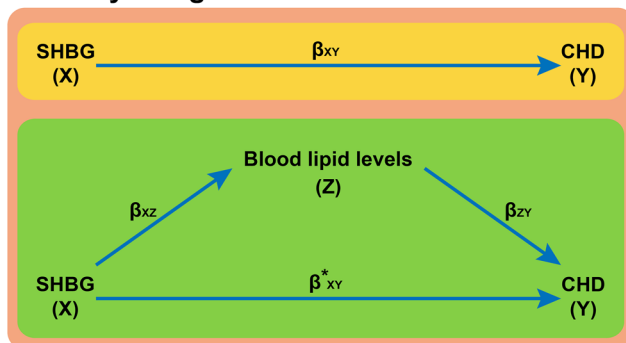 SHBG
(X)
βXY
CHD
(Y)
Blood lipid levels
(Z)
βXZ
βZY
SHBG
(X)
β*XY
CHD
(Y)